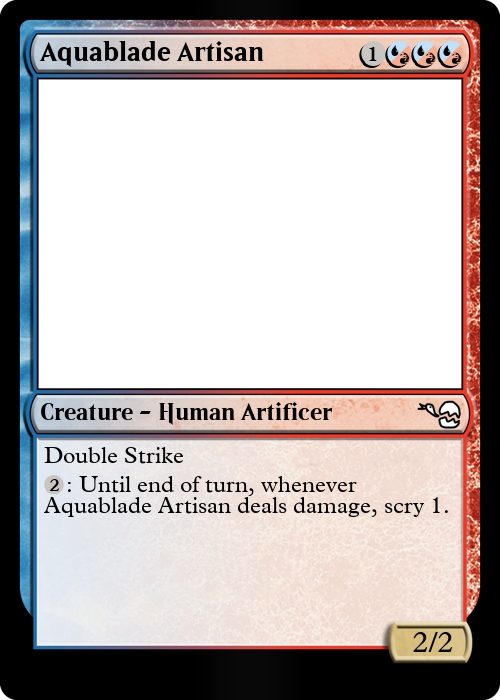 Aquablade Artisan 1
Creature – Human Artificer
Double Strike
2: Until end of turn, whenever
Aquablade Artisan deals damage, scry 1.
2/2